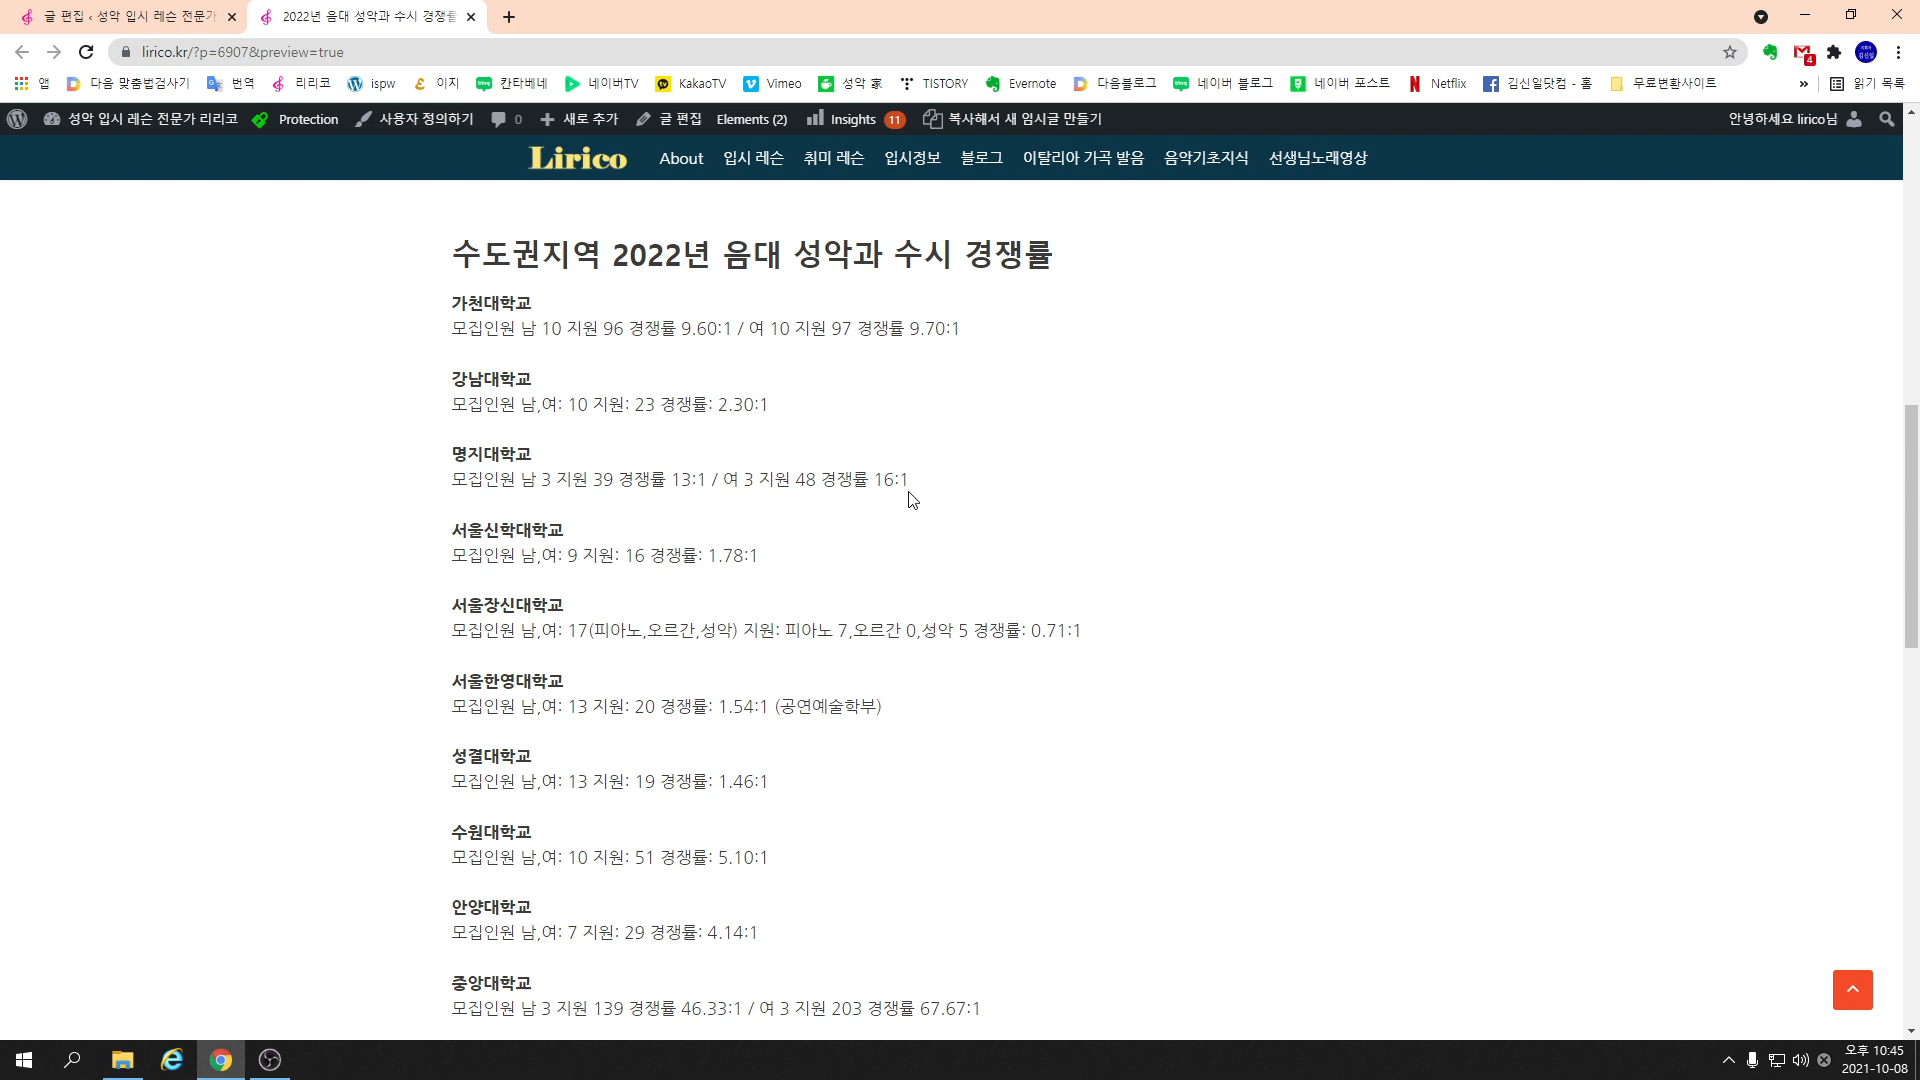 글 편집 ‹ 성악 입시 레슨 전문가
2022년 음대 성악과 수시 경쟁률
lirico.kr/?p=6907&preview=true
4
앱 다음 맞춤법검사기 번역 리리코 ispw 이지 칸타베네 네이버TV KakaoTV Vimeo 성악 家 TISTORY Evernote 다음블로그 네이버 블로그 네이버 포스트 Netflix 김신일닷컴 - 홈 무료변환사이트 » 읽기 목록
성악 입시 레슨 전문가 리리코 Protection 사용자 정의하기 0 새로 추가 글 편집 Elements (2) Insights 11 복사해서 새 임시글 만들기 안녕하세요 lirico님
Lirico About 입시 레슨 취미 레슨 입시정보 블로그 이탈리아 가곡 발음 음악기초지식 선생님노래영상
수도권지역 2022년 음대 성악과 수시 경쟁률
가천대학교
모집인원 남 10 지원 96 경쟁률 9.60:1 / 여 10 지원 97 경쟁률 9.70:1
강남대학교
모집인원 남,여: 10 지원: 23 경쟁률: 2.30:1
명지대학교
모집인원 남 3 지원 39 경쟁률 13:1 / 여 3 지원 48 경쟁률 16:1
서울신학대학교
모집인원 남,여: 9 지원: 16 경쟁률: 1.78:1
서울장신대학교
모집인원 남,여: 17(피아노,오르간,성악) 지원: 피아노 7,오르간 0,성악 5 경쟁률: 0.71:1
서울한영대학교
모집인원 남,여: 13 지원: 20 경쟁률: 1.54:1 (공연예술학부)
성결대학교
모집인원 남,여: 13 지원: 19 경쟁률: 1.46:1
수원대학교
모집인원 남,여: 10 지원: 51 경쟁률: 5.10:1
안양대학교
모집인원 남,여: 7 지원: 29 경쟁률: 4.14:1
중앙대학교
모집인원 남 3 지원 139 경쟁률 46.33:1 / 여 3 지원 203 경쟁률 67.67:1
오후 10:45
2021-10-08